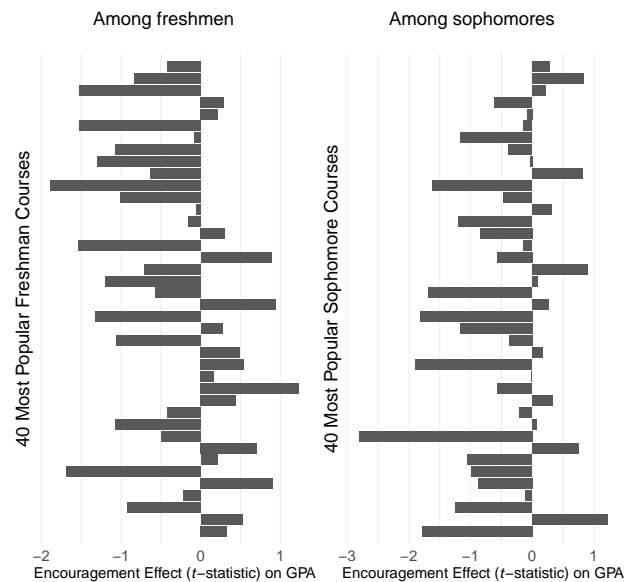 Among freshmen
Among sophomores
40 Most Popular Freshman Courses
40 Most Popular Sophomore Courses
−2 −1 0 1
−3 −2 −1 0 1
Encouragement Effect (t−statistic) on GPA
Encouragement Effect (t−statistic) on GPA